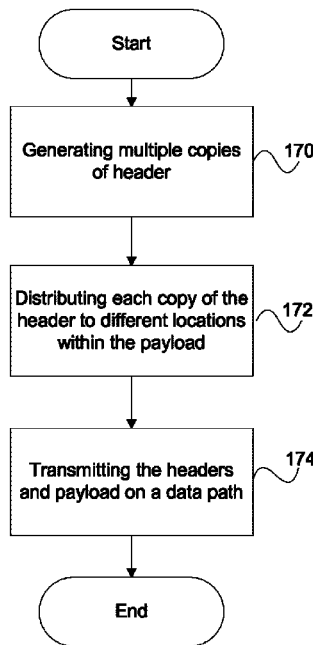 Start
Generating multiple copies
of header
170
Distributing each copy of the
header to different locations
within the payload
172
Transmitting the headers
and payload on a data path
174
End